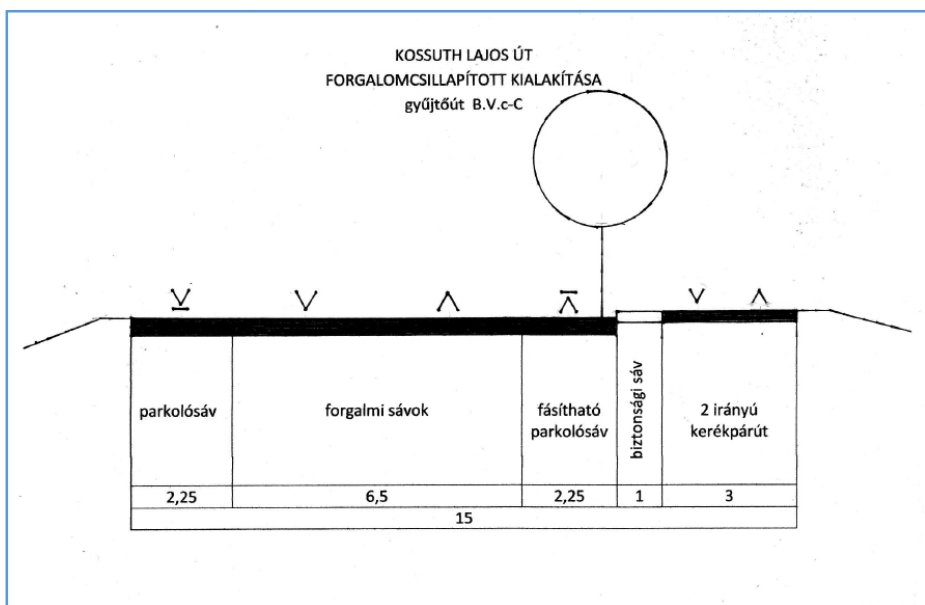 KOSSUTH LAJOS ÚT
FORGALOMCSILLAPÍTOTT KIALAKÍTÁSA
gyűjtőút B.V.c-C
parkolósáv
forgalmi sávok
fásítható
parkolósáv
biztonsági sáv
2 irányú
kerékpárút
2,25
6,5
2,25
1
3
15